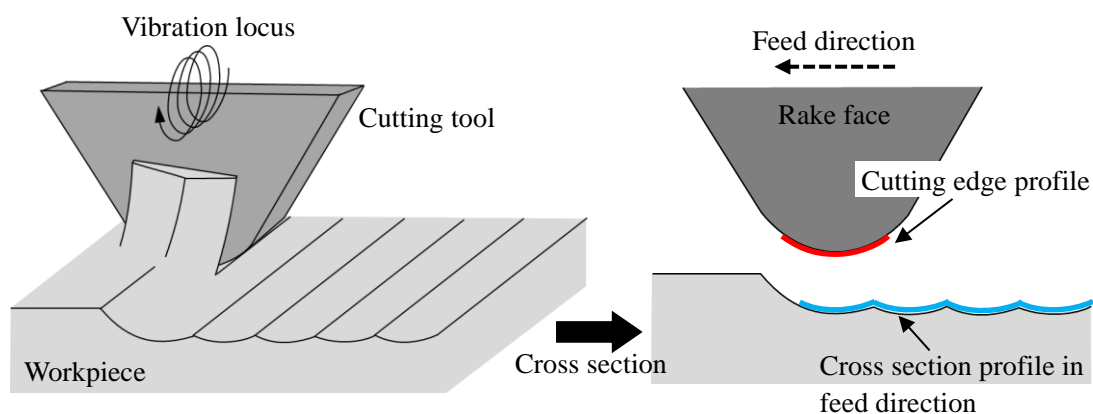 Vibration locus
Cutting tool
Workpiece
Cross section
Feed direction
Rake face
Cutting edge profile
Cross section profile in
feed direction